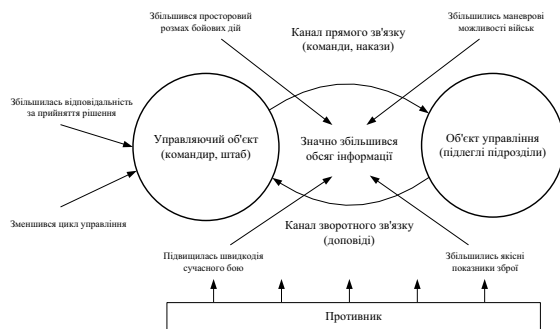 Збільшився просторовий
розмах бойових дій
Канал прямого зв'язку
(команди, накази)
Збільшились маневрові
можливості військ
Збільшилась відповідальність
за прийняття рішення
Управляючий об'єкт
(командир, штаб)
Значно збільшився
обсяг інформації
Об'єкт управління
(підлеглі підрозділи)
Зменшився цикл управління
Канал зворотного зв'язку
(доповіді)
Підвищилась швидкодія
сучасного бою
Збільшились якісні
показники зброї
Противник